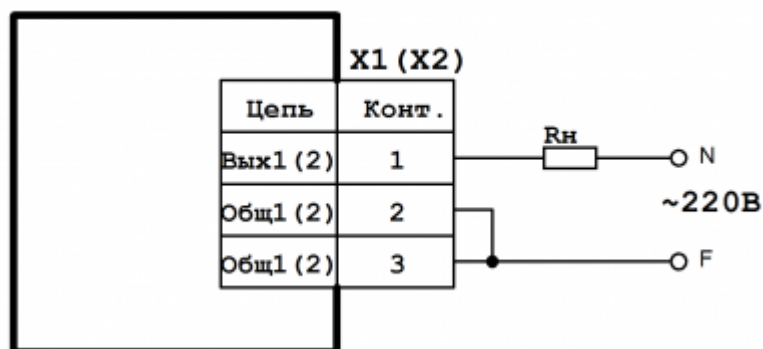 X1(X2)
Цепь Конт.
Вых1(2) 1
Rн
N
Общ1(2) 2
~220В
Общ1(2) 3
F